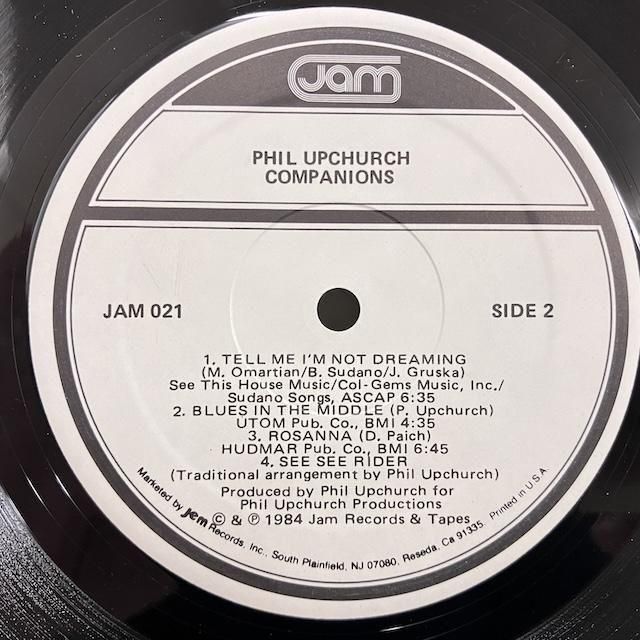 Jam
PHIL UPCHURCH
COMPANIONS
JAM 021
SIDE 2
1. TELL ME I'M NOT DREAMING
(M. Omartian/B. Sudano/J. Gruska)
See This House Music/Col-Gems Music, Inc./
Sudano Songs, ASCAP 6:35
2. BLUES IN THE MIDDLE (P. Upchurch)
UTOM Pub. Co., BMI 4:35
3. ROSANNA (D. Paich)
HUDMAR Pub. Co., BMI 6:45
4. SEE SEE RIDER
(Traditional arrangement by Phil Upchurch)
Produced by Phil Upchurch for
Phil Upchurch Productions
© & ℗ 1984 Jam Records & Tapes
Marketed by jem Records, Inc., South Plainfield, NJ 07080, Reseda, Ca 91335. Printed in U.S.A.